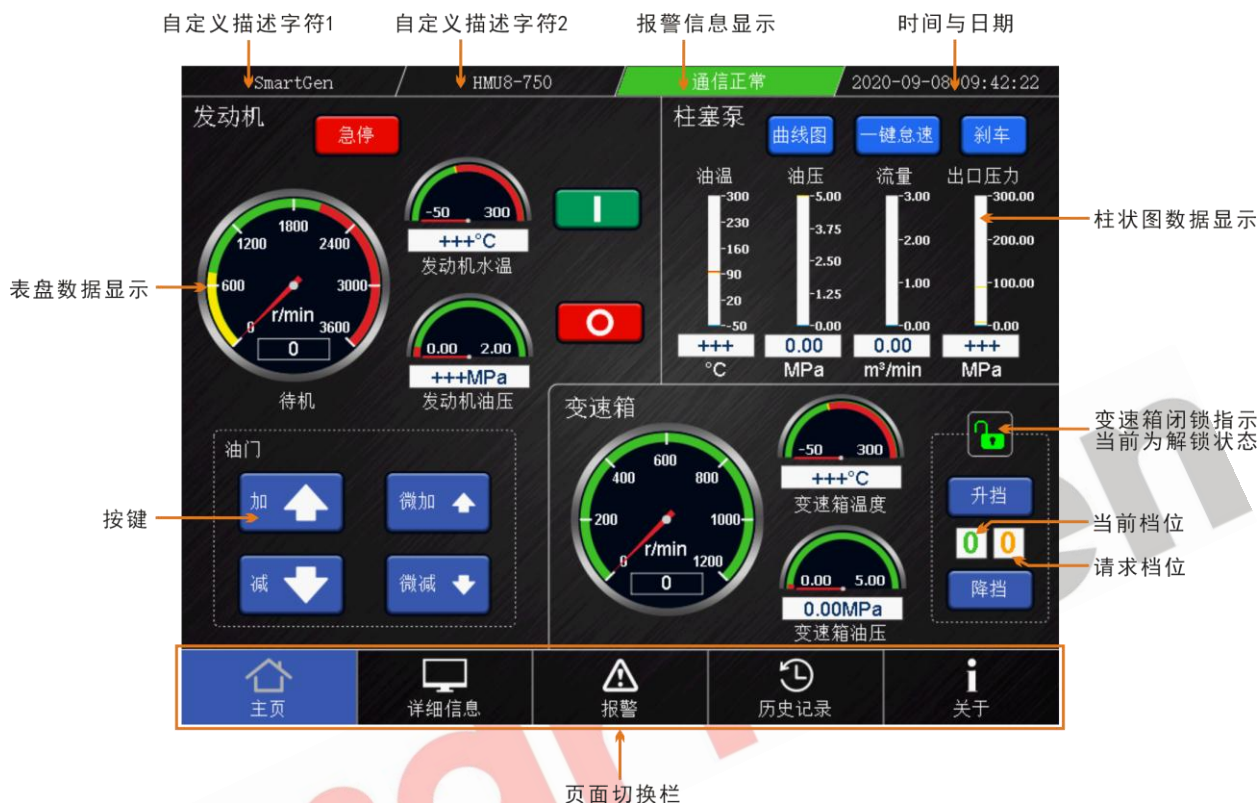 自定义描述字符1
自定义描述字符2
报警信息显示
时间与日期
SmartGen
HMU8-750
通信正常
2020-09-08 09:42:22
发动机
急停
-50 300
+++°C
发动机水温
0
600
1200
1800
2400
3000
3600
r/min
0
待机
0.00 2.00
+++MPa
发动机油压
表盘数据显示
柱塞泵
曲线图
一键怠速
刹车
油温
300
230
160
90
20
-50
+++
°C
油压
5.00
3.75
2.50
1.25
0.00
0.00
MPa
流量
3.00
2.00
1.00
0.00
0.00
m³/min
出口压力
300.00
200.00
100.00
0.00
+++
MPa
柱状图数据显示
油门
加
微加
减
微减
按键
变速箱
0
200
400
600
800
1000
1200
r/min
0
-50 300
+++°C
变速箱温度
0.00 5.00
0.00MPa
变速箱油压
升挡
0 0
降挡
变速箱闭锁指示
当前为解锁状态
当前档位
请求档位
主页
详细信息
报警
历史记录
关于
页面切换栏